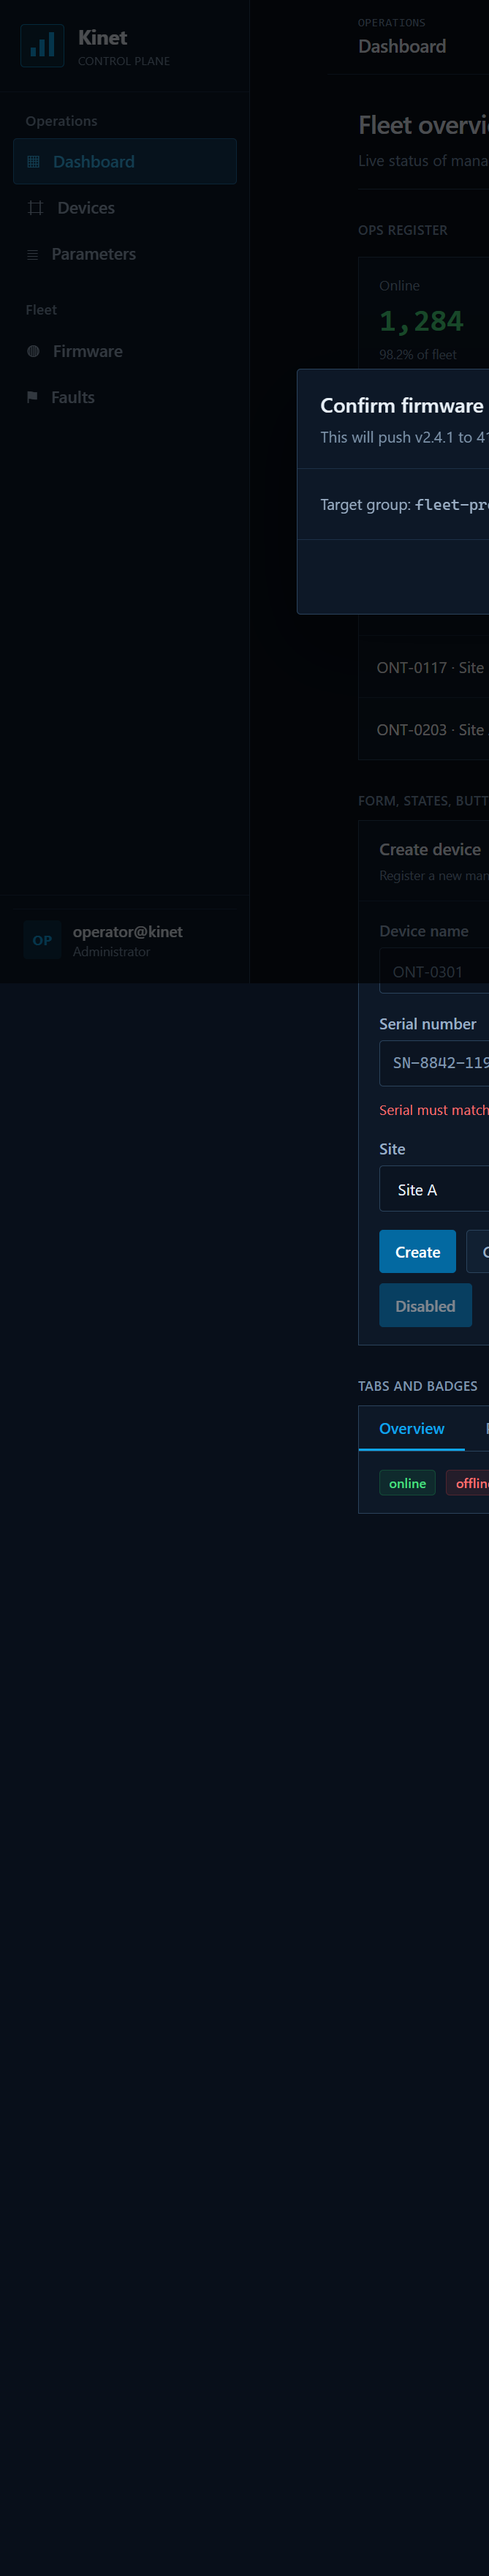 Kinet
CONTROL PLANE
Operations
Dashboard
Devices
Parameters
Fleet
Firmware
Faults
OP
operator@kinet
Administrator
OPERATIONS
Dashboard
Fleet overvi
Live status of mana
OPS REGISTER
Online
1,284
98.2% of fleet
Confirm firmware
This will push v2.4.1 to 41
Target group: fleet-pr
ONT-0117 · Site
ONT-0203 · Site
FORM, STATES, BUTT
Create device
Register a new man
Device name
ONT-0301
Serial number
SN-8842-119
Serial must match
Site
Site A
Create
Disabled
TABS AND BADGES
Overview
online offline